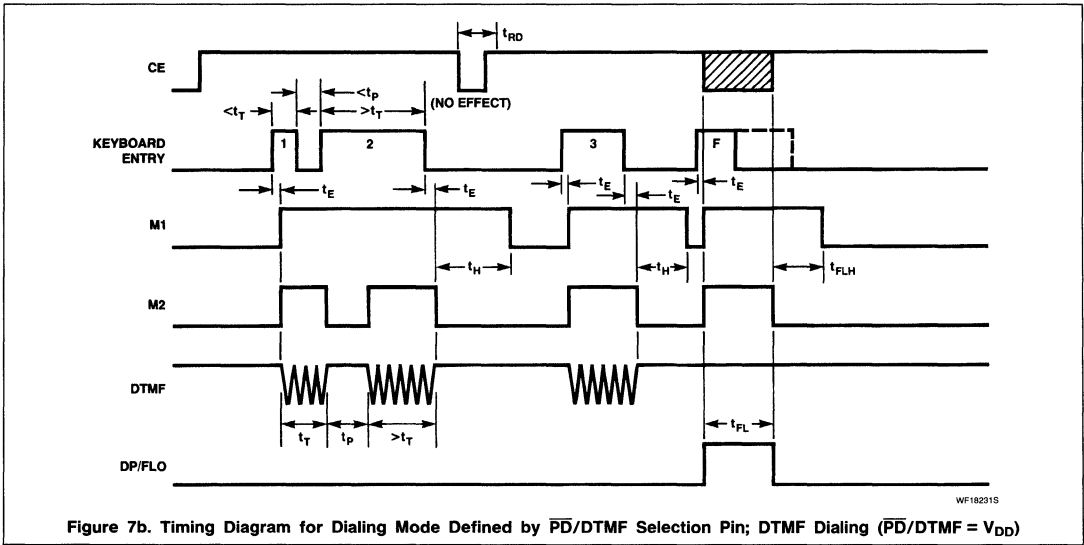 CE
tRD
(NO EFFECT)
<tP
<tT
>tT
KEYBOARD
ENTRY
1
2
3
F
tE
tE
tE
tE
tE
M1
tH
tH
tFLH
M2
DTMF
tT
tP
>tT
tFL
DP/FLO
WF18231S
Figure 7b. Timing Diagram for Dialing Mode Defined by P̅D̅/DTMF Selection Pin; DTMF Dialing (P̅D̅/DTMF = VDD)